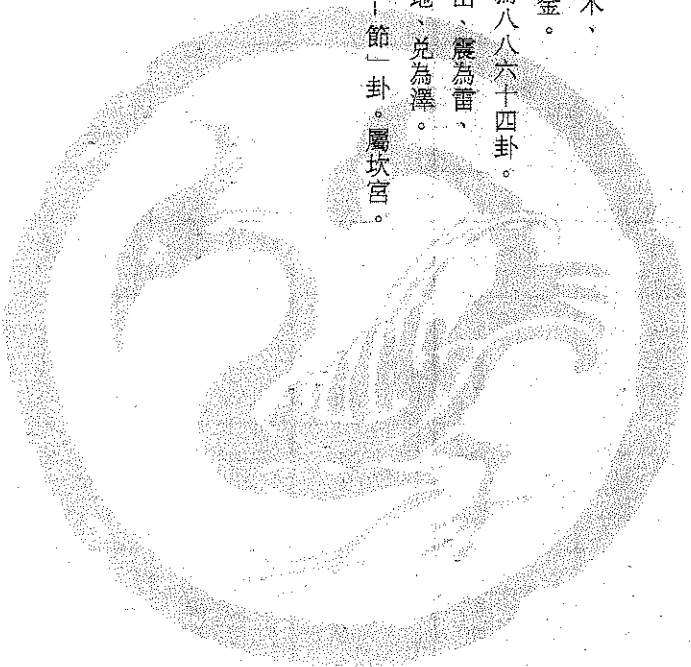 木、
金。
為八八六十四卦。
山、震為雷、
地、兌為澤。
「節」卦。屬坎宮。